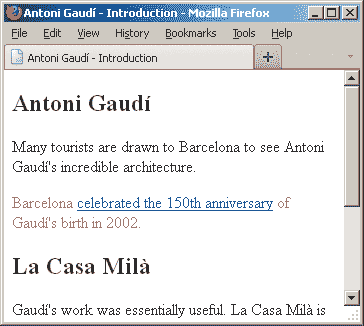 Antoni Gaudí - Introduction - Mozilla Firefox
File Edit View History Bookmarks Tools Help
Antoni Gaudí - Introduction
Antoni Gaudí
Many tourists are drawn to Barcelona to see Antoni
Gaudí's incredible architecture.
Barcelona celebrated the 150th anniversary of
Gaudí's birth in 2002.
La Casa Milà
Gaudí's work was essentially useful. La Casa Milà is